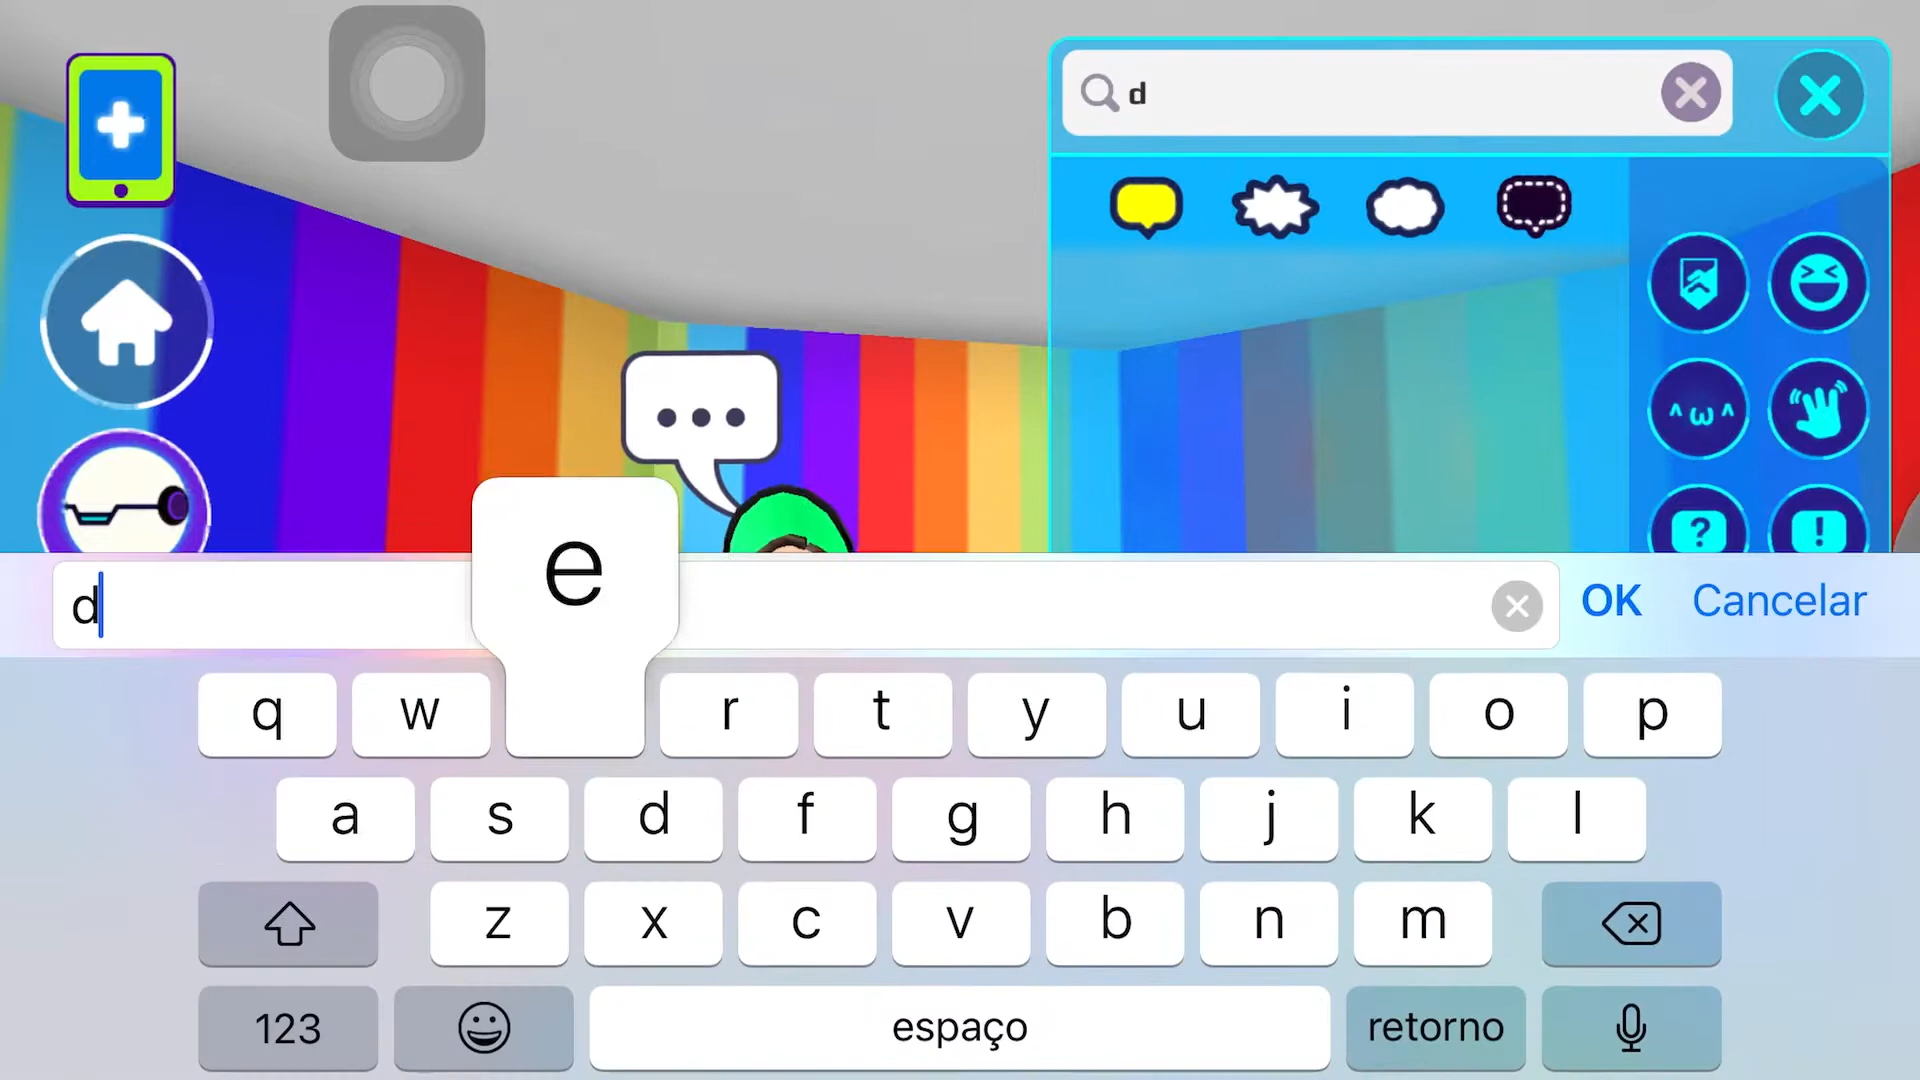 d
^ω^
? !
e
d
OK Cancelar
q w r t y u i o p
a s d f g h j k l
z x c v b n m
123 espaço retorno